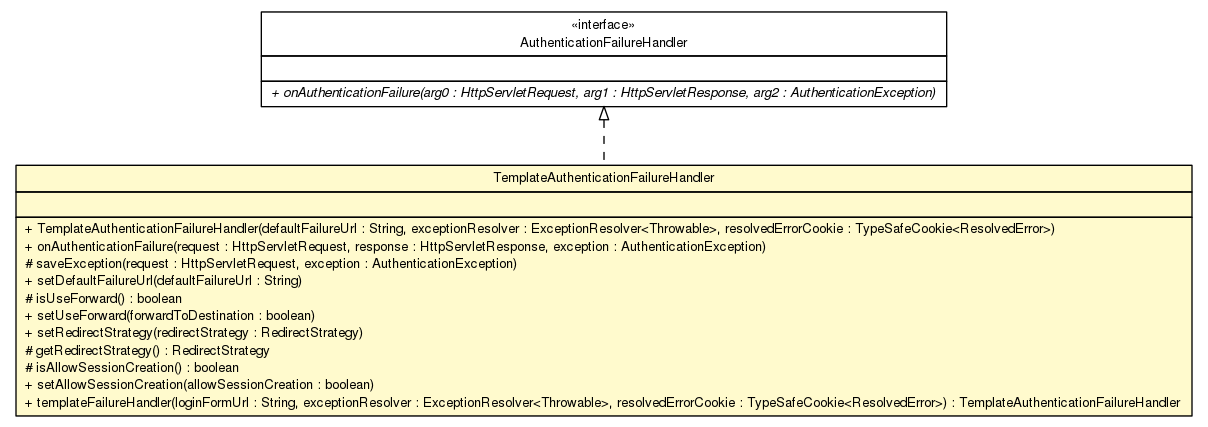 «interface»
AuthenticationFailureHandler
+ onAuthenticationFailure(arg0 : HttpServletRequest, arg1 : HttpServletResponse, arg2 : AuthenticationException)
TemplateAuthenticationFailureHandler
+ TemplateAuthenticationFailureHandler(defaultFailureUrl : String, exceptionResolver : ExceptionResolver<Throwable>, resolvedErrorCookie : TypeSafeCookie<ResolvedError>)
+ onAuthenticationFailure(request : HttpServletRequest, response : HttpServletResponse, exception : AuthenticationException)
# saveException(request : HttpServletRequest, exception : AuthenticationException)
+ setDefaultFailureUrl(defaultFailureUrl : String)
# isUseForward() : boolean
+ setUseForward(forwardToDestination : boolean)
+ setRedirectStrategy(redirectStrategy : RedirectStrategy)
# getRedirectStrategy() : RedirectStrategy
# isAllowSessionCreation() : boolean
+ setAllowSessionCreation(allowSessionCreation : boolean)
+ templateFailureHandler(loginFormUrl : String, exceptionResolver : ExceptionResolver<Throwable>, resolvedErrorCookie : TypeSafeCookie<ResolvedError>) : TemplateAuthenticationFailureHandler